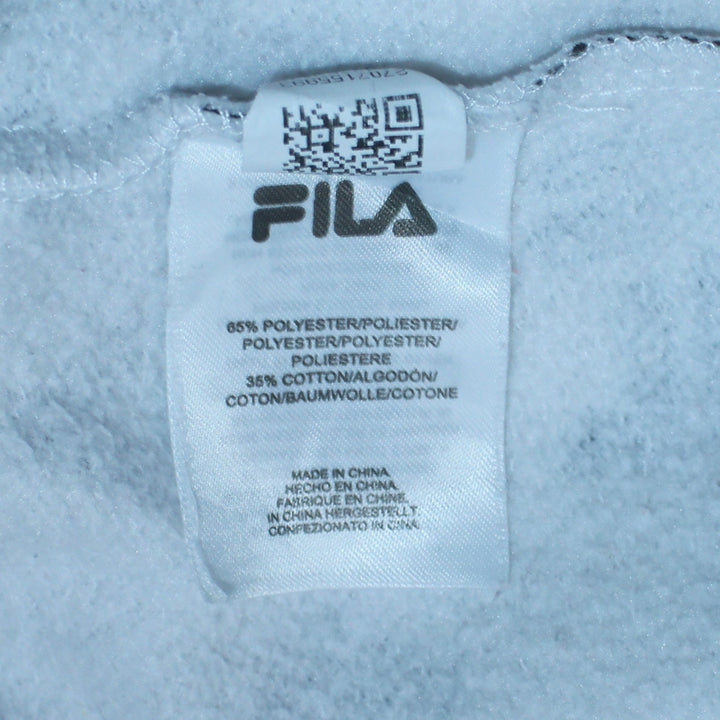 FILA
65% POLYESTER/POLIESTER/
POLYESTER/POLYESTER/
POLIESTERE
35% COTTON/ALGODÓN/
COTON/BAUMWOLLE/COTONE
MADE IN CHINA.
HECHO EN CHINA.
FABRIQUE EN CHINE.
IN CHINA HERGESTELLT.
CONFEZIONATO IN CINA.